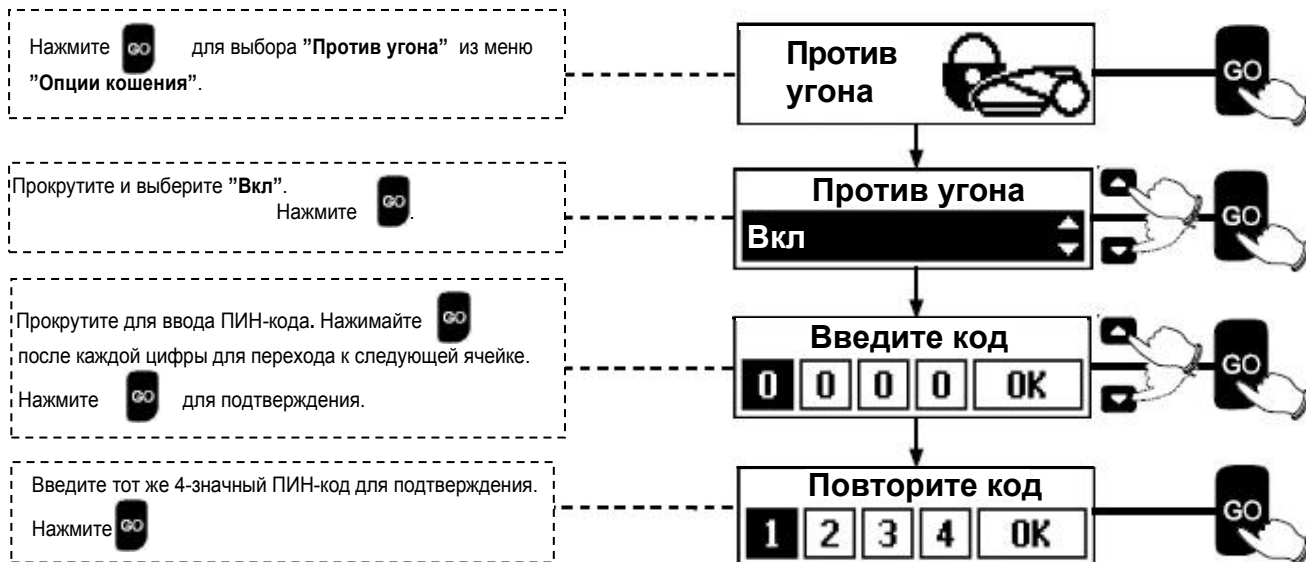 Нажмите GO для выбора ”Против угона” из меню
”Опции кошения”.
Против
угона
GO
Прокрутите и выберите ”Вкл”.
Нажмите GO.
Против угона
Вкл
GO
Прокрутите для ввода ПИН-кода. Нажимайте GO
после каждой цифры для перехода к следующей ячейке.
Нажмите GO для подтверждения.
Введите код
0 0 0 0 OK
GO
Введите тот же 4-значный ПИН-код для подтверждения.
Нажмите GO
Повторите код
1 2 3 4 OK
GO